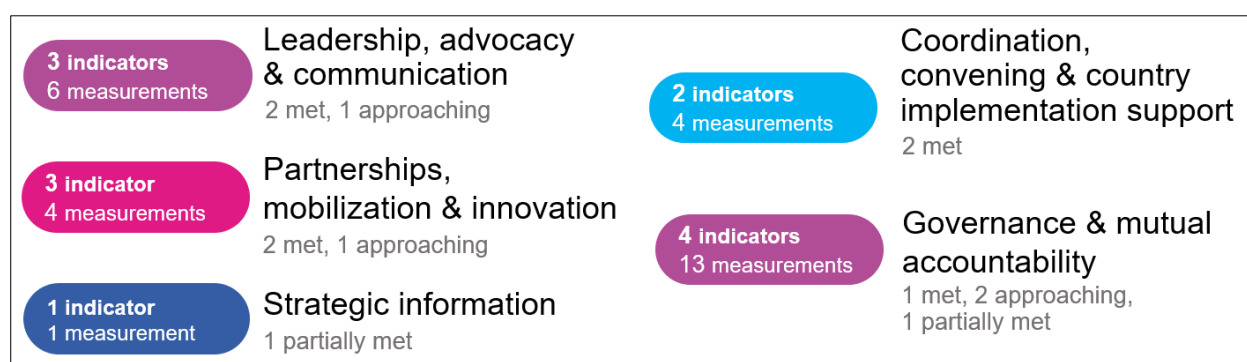 3 indicators
6 measurements
Leadership, advocacy
& communication
2 met, 1 approaching
3 indicator
4 measurements
Partnerships,
mobilization & innovation
2 met, 1 approaching
1 indicator
1 measurement
Strategic information
1 partially met
2 indicators
4 measurements
Coordination,
convening & country
implementation support
2 met
4 indicators
13 measurements
Governance & mutual
accountability
1 met, 2 approaching,
1 partially met